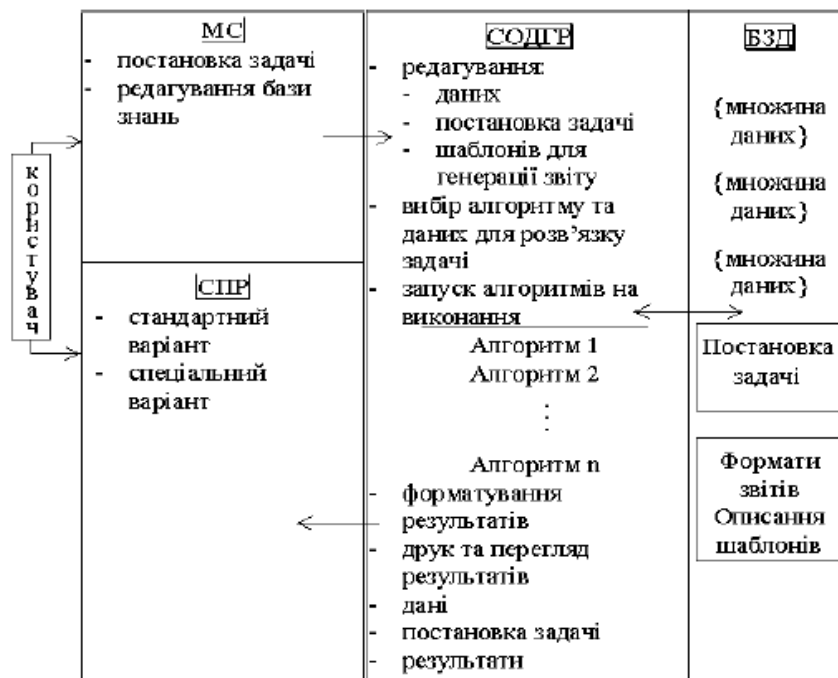 користувач
МС
- постановка задачі
- редагування бази
знань
СПР
- стандартний
варіант
- спеціальний
варіант
СОДГР
- редагування:
- даних
- постановка задачі
- шаблонів для
генерації звіту
- вибір алгоритму та
даних для розв’язку
задачі
- запуск алгоритмів на
виконання
Алгоритм 1
Алгоритм 2
⋮
Алгоритм n
- форматування
результатів
- друк та перегляд
результатів
- дані
- постановка задачі
- результати
БЗД
{множина
даних}
{множина
даних}
{множина
даних}
Постановка
задачі
Формати
звітів
Описання
шаблонів